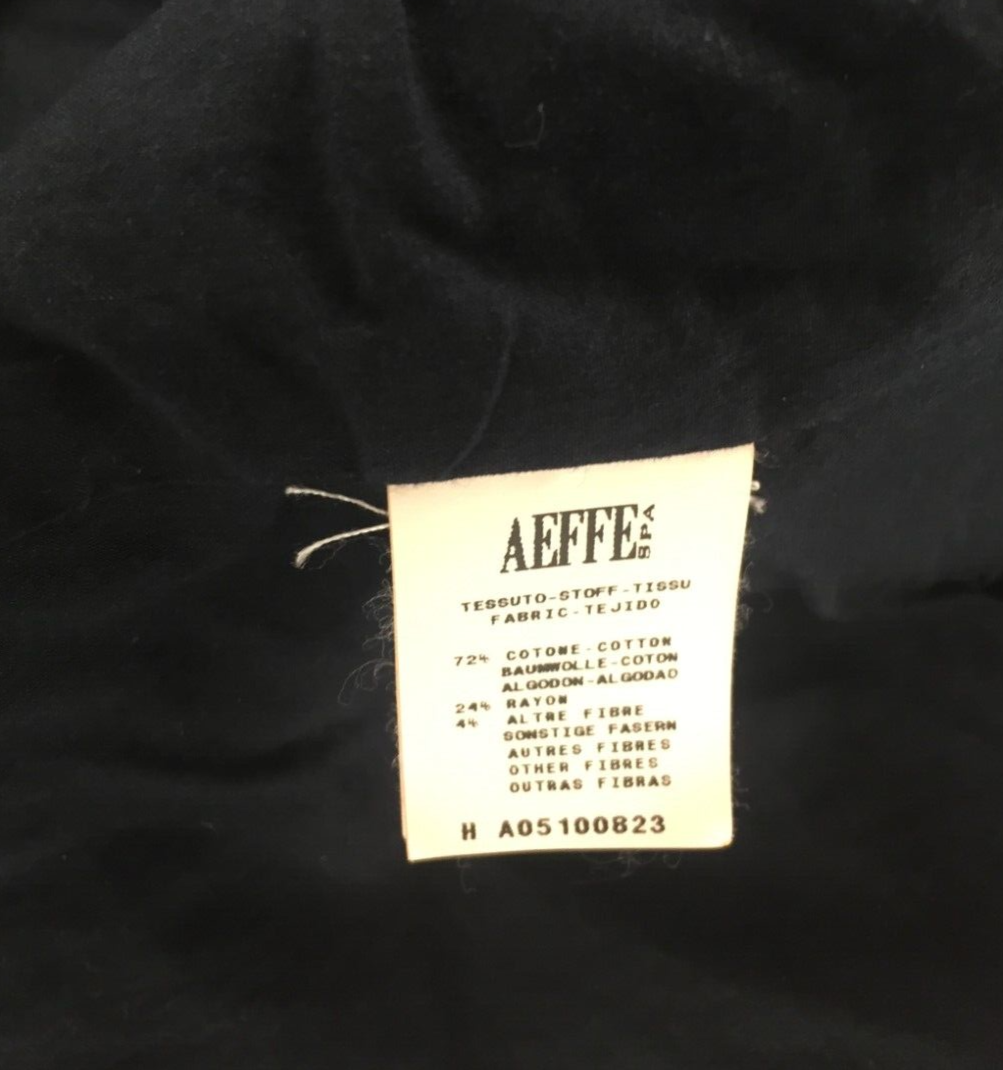 AEFFE SPA
TESSUTO-STOFF-TISSU
FABRIC-TEJIDO
72% COTONE-COTTON
BAUMWOLLE-COTON
ALGODON-ALGODAO
24% RAYON
4% ALTRE FIBRE
SONSTIGE FASERN
AUTRES FIBRES
OTHER FIBRES
OUTRAS FIBRAS
H A05100823